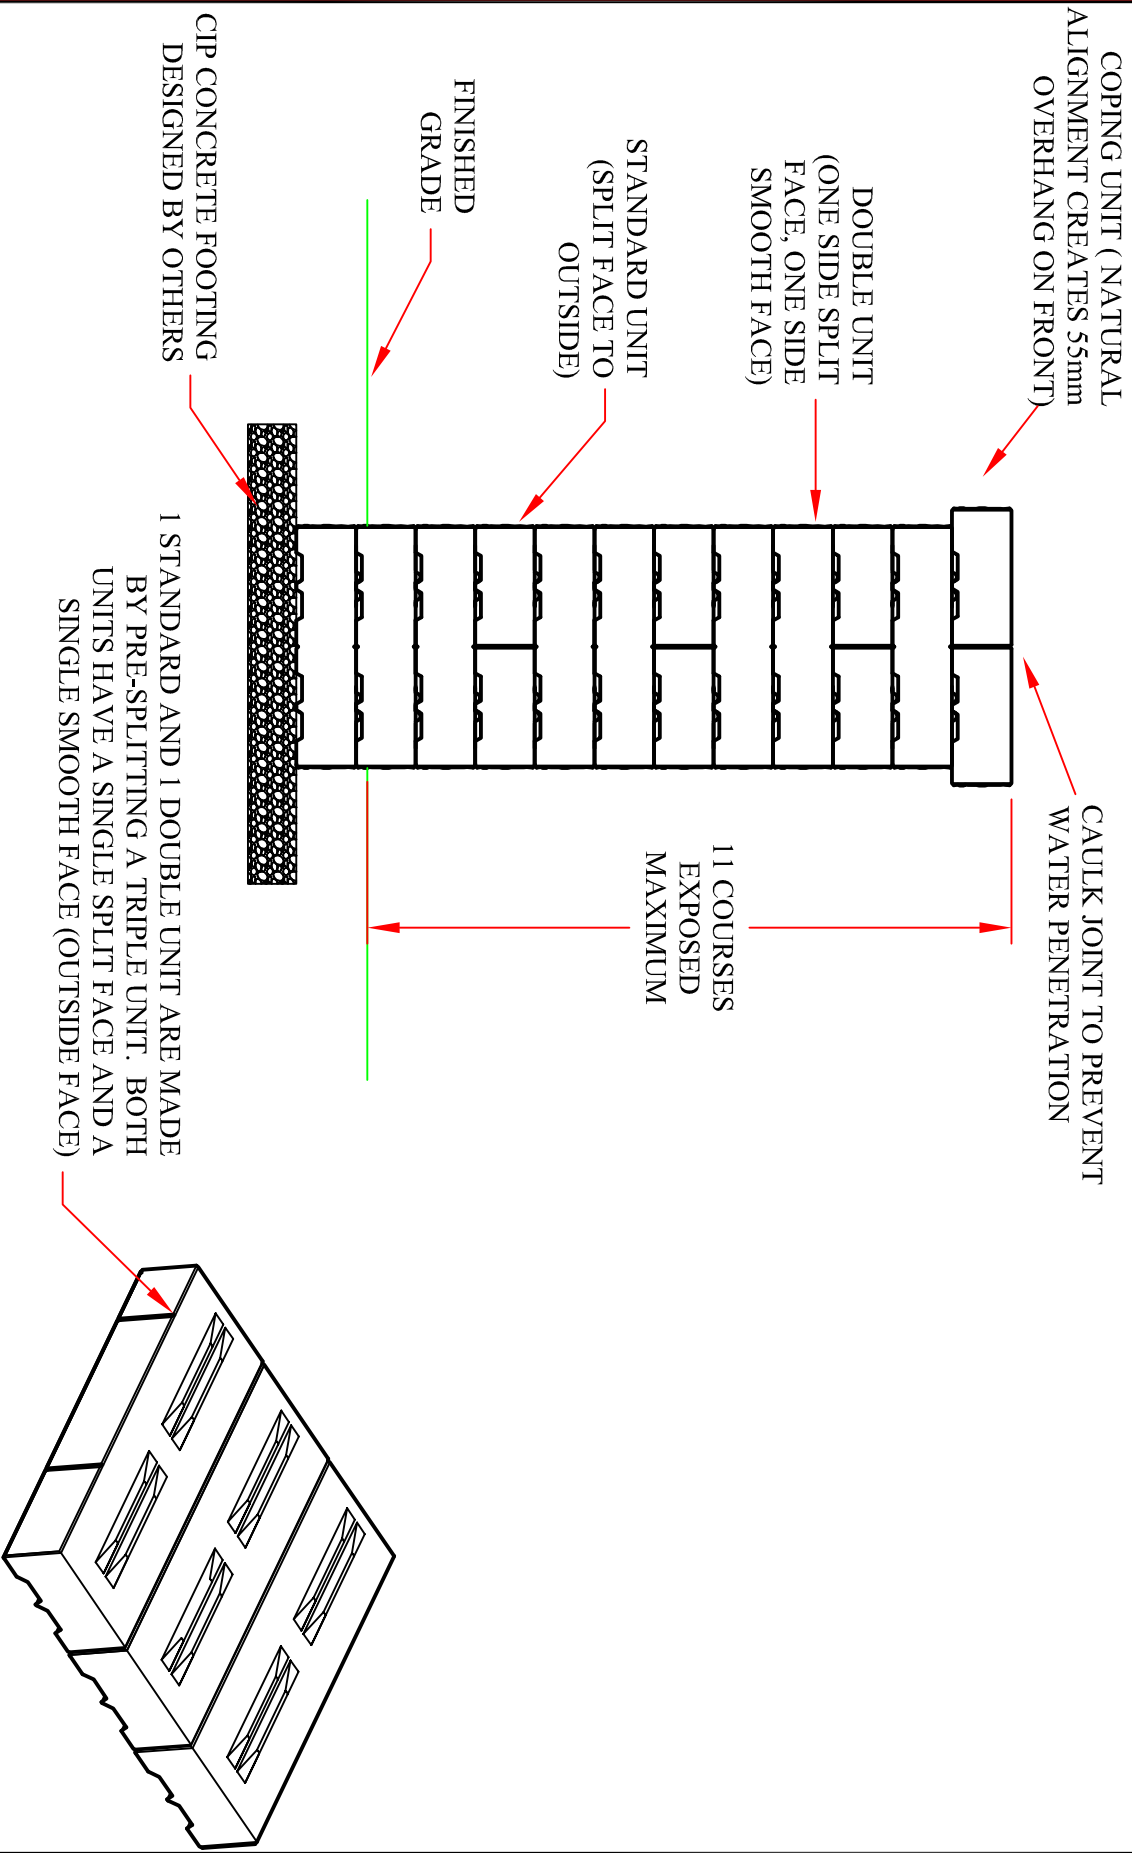 COPING UNIT ( NATURAL
ALIGNMENT CREATES 55mm
OVERHANG ON FRONT)
CAULK JOINT TO PREVENT
WATER PENETRATION
DOUBLE UNIT
(ONE SIDE SPLIT
FACE, ONE SIDE
SMOOTH FACE)
11 COURSES
EXPOSED
MAXIMUM
STANDARD UNIT
(SPLIT FACE TO
OUTSIDE)
FINISHED
GRADE
CIP CONCRETE FOOTING
DESIGNED BY OTHERS
1 STANDARD AND 1 DOUBLE UNIT ARE MADE
BY PRE-SPLITTING A TRIPLE UNIT. BOTH
UNITS HAVE A SINGLE SPLIT FACE AND A
SINGLE SMOOTH FACE (OUTSIDE FACE)